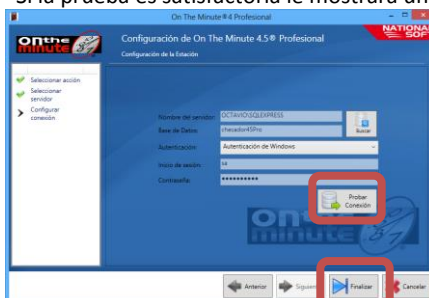 Si la prueba es satisfactoria le mostrará un
On The Minute®4 Profesional
Onthe minute
Configuración de On The Minute 4.5® Profesional
Configuración de la Estación
NATIONAL SOFT
Seleccionar acción
Seleccionar servidor
Configurar conexión
Nombre del servidor: OCTAVIO\SQLEXPRESS
Base de Datos: checador45Pro
Buscar
Autenticación: Autenticación de Windows
Inicio de sesión: sa
Contraseña: **********
Probar Conexión
Onthe minute
Anterior
Siguiente
Finalizar
Cancelar